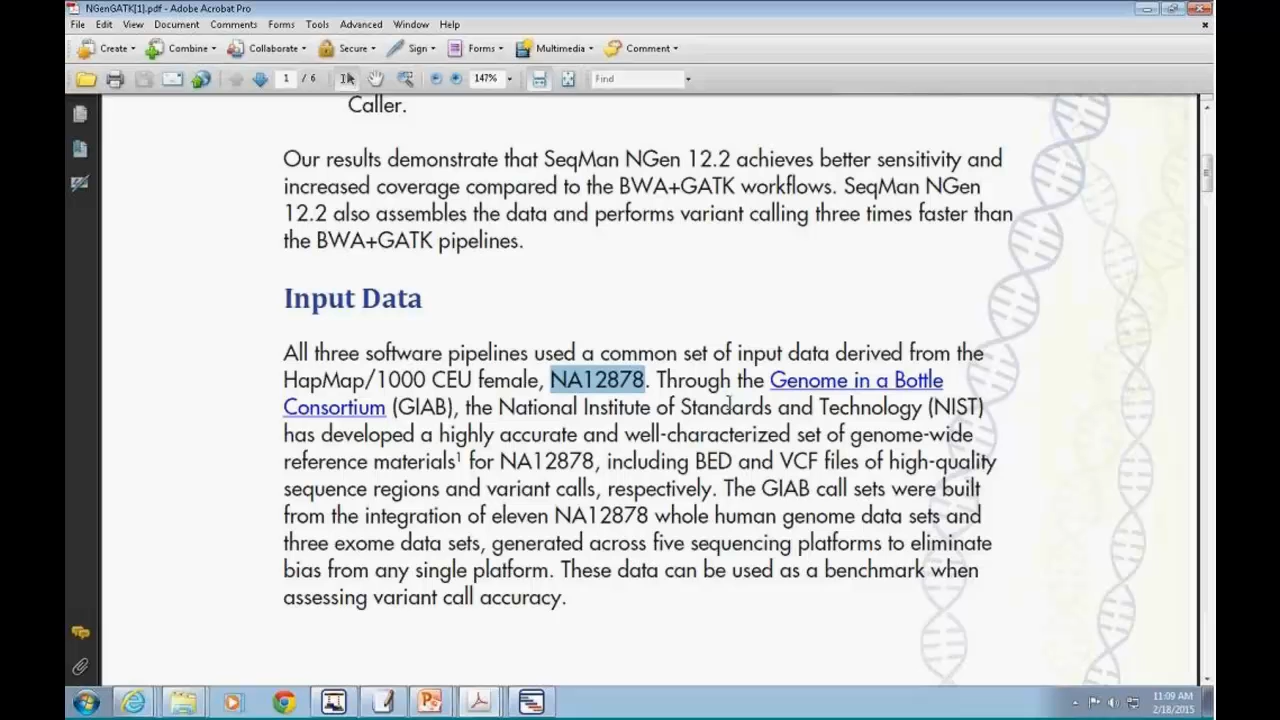 NGenGATK[1].pdf - Adobe Acrobat Pro
File Edit View Document Comments Forms Tools Advanced Window Help
Create Combine Collaborate Secure Sign Forms Multimedia Comment
1 / 6 147% Find
Caller.
Our results demonstrate that SeqMan NGen 12.2 achieves better sensitivity and
increased coverage compared to the BWA+GATK workflows. SeqMan NGen
12.2 also assembles the data and performs variant calling three times faster than
the BWA+GATK pipelines.
Input Data
All three software pipelines used a common set of input data derived from the
HapMap/1000 CEU female, NA12878. Through the Genome in a Bottle
Consortium (GIAB), the National Institute of Standards and Technology (NIST)
has developed a highly accurate and well-characterized set of genome-wide
reference materials¹ for NA12878, including BED and VCF files of high-quality
sequence regions and variant calls, respectively. The GIAB call sets were built
from the integration of eleven NA12878 whole human genome data sets and
three exome data sets, generated across five sequencing platforms to eliminate
bias from any single platform. These data can be used as a benchmark when
assessing variant call accuracy.
11:09 AM
2/18/2015